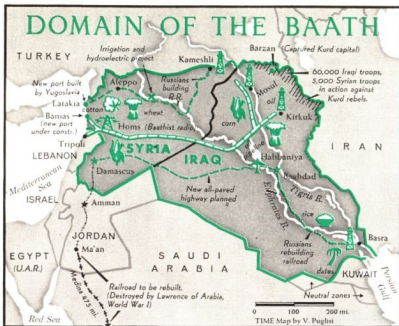 DOMAIN OF THE BAATH
TURKEY
Irrigation and
hydroelectric project
Kameshli
Barzan (Captured Kurd capital)
60,000 Iraqi troops,
5,000 Syrian troops
in action against
Kurd rebels.
New port built
by Yugoslavia
Aleppo
Russians
building
R.R.
Mosul
oil
Latakia
cotton
wheat
corn
Kirkuk
Banias
(new port
under const.)
Homs (Baathist radio)
Tripoli
LEBANON
SYRIA
IRAQ
Habbaniya
Baghdad
IRAN
Mediterranean
Sea
Damascus
New all-paved
highway planned
Euphrates R.
Tigris R.
ISRAEL
Amman
rice
JORDAN
Ma'an
Russians
rebuilding
railroad
Basra
EGYPT
(U.A.R.)
SAUDI
ARABIA
dates
KUWAIT
Persian
Gulf
Medina 475 mi.
Railroad to be rebuilt.
(Destroyed by Lawrence of Arabia,
World War I)
Neutral zones
0 100 200 mi.
Red Sea
TIME Map by V. Puglisi